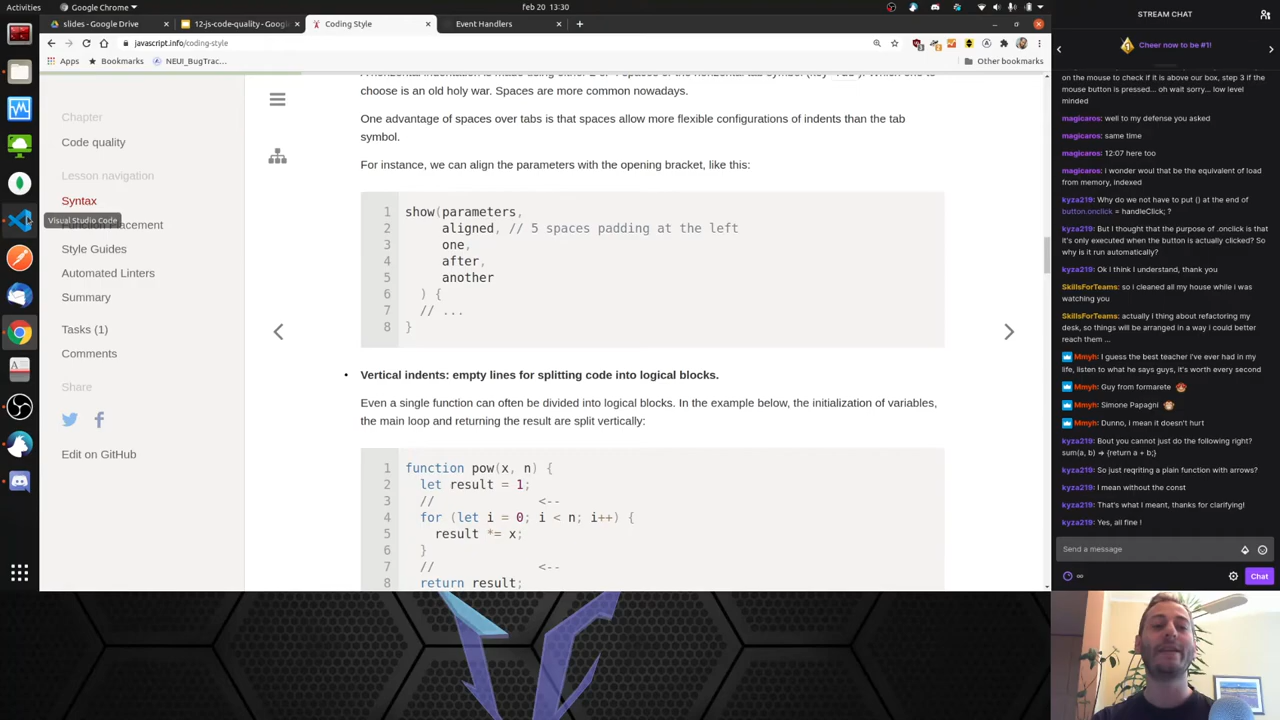 Activities
Google Chrome
feb 20 13:30
slides - Google Drive
12-js-code-quality - Google
Coding Style
Event Handlers
javascript.info/coding-style
Apps
Bookmarks
NEUI_BugTrac...
Other bookmarks
Chapter
Code quality
Lesson navigation
Syntax
Visual Studio Code
Placement
Style Guides
Automated Linters
Summary
Tasks (1)
Comments
Share
Edit on GitHub
choose is an old holy war. Spaces are more common nowadays.
One advantage of spaces over tabs is that spaces allow more flexible configurations of indents than the tab
symbol.
For instance, we can align the parameters with the opening bracket, like this:
1 show(parameters,
2 aligned, // 5 spaces padding at the left
3 one,
4 after,
5 another
6 ) {
7 // ...
8 }
• Vertical indents: empty lines for splitting code into logical blocks.
Even a single function can often be divided into logical blocks. In the example below, the initialization of variables,
the main loop and returning the result are split vertically:
1 function pow(x, n) {
2 let result = 1;
3 // <--
4 for (let i = 0; i < n; i++) {
5 result *= x;
6 }
7 // <--
8 return result;
STREAM CHAT
Cheer now to be #1!
on the mouse to check if it is above our box, step 3 if the
mouse button is pressed... oh wait sorry... low level
minded
magicaros: well to my defense you asked
magicaros: same time
magicaros: 12:07 here too
magicaros: i wonder woul that be the equivalent of load
from memory, indexed
kyza219: Why do we not have to put () at the end of
button.onclick = handleClick; ?
kyza219: But I thought that the purpose of .onclick is that
it's only executed when the button is actually clicked? So
why is it run automatically?
kyza219: Ok I think I understand, thank you
SkillsForTeams: so I cleaned all my house while i was
watching you
SkillsForTeams: actually I thing about refactoring my
desk, so things will be arranged in a way i could better
reach them ...
Mmyh: I guess the best teacher i've ever had in my
life, listen to what he says guys, it's worth every second
Mmyh: Guy from formarete
Mmyh: Simone Papagni
Mmyh: Dunno, I mean it doesn't hurt
kyza219: Bout you cannot just do the following right?
sum(a, b) => {return a + b;}
kyza219: So just reqriting a plain function with arrows?
kyza219: I mean without the const
kyza219: That's what I meant, thanks for clarifying!
kyza219: Yes, all fine !
Send a message
Chat